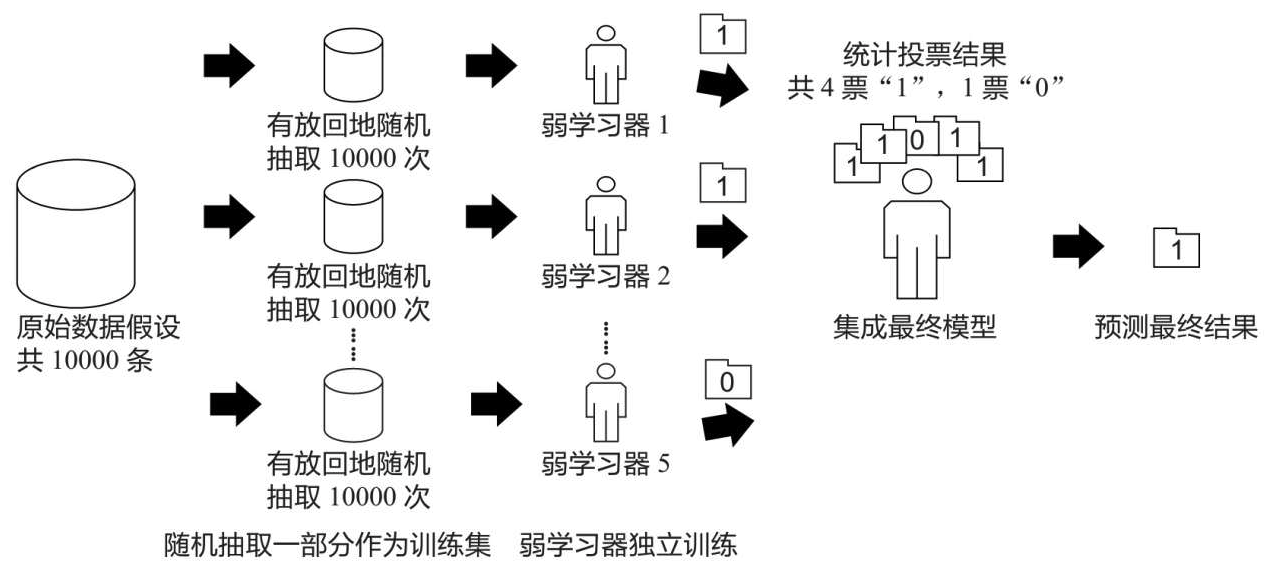 原始数据假设
共 10000 条
有放回地随机
抽取 10000 次
弱学习器 1
1
有放回地随机
抽取 10000 次
弱学习器 2
1
有放回地随机
抽取 10000 次
弱学习器 5
0
随机抽取一部分作为训练集
弱学习器独立训练
统计投票结果
共 4 票“1”，1 票“0”
1
1
0
1
1
集成最终模型
1
预测最终结果